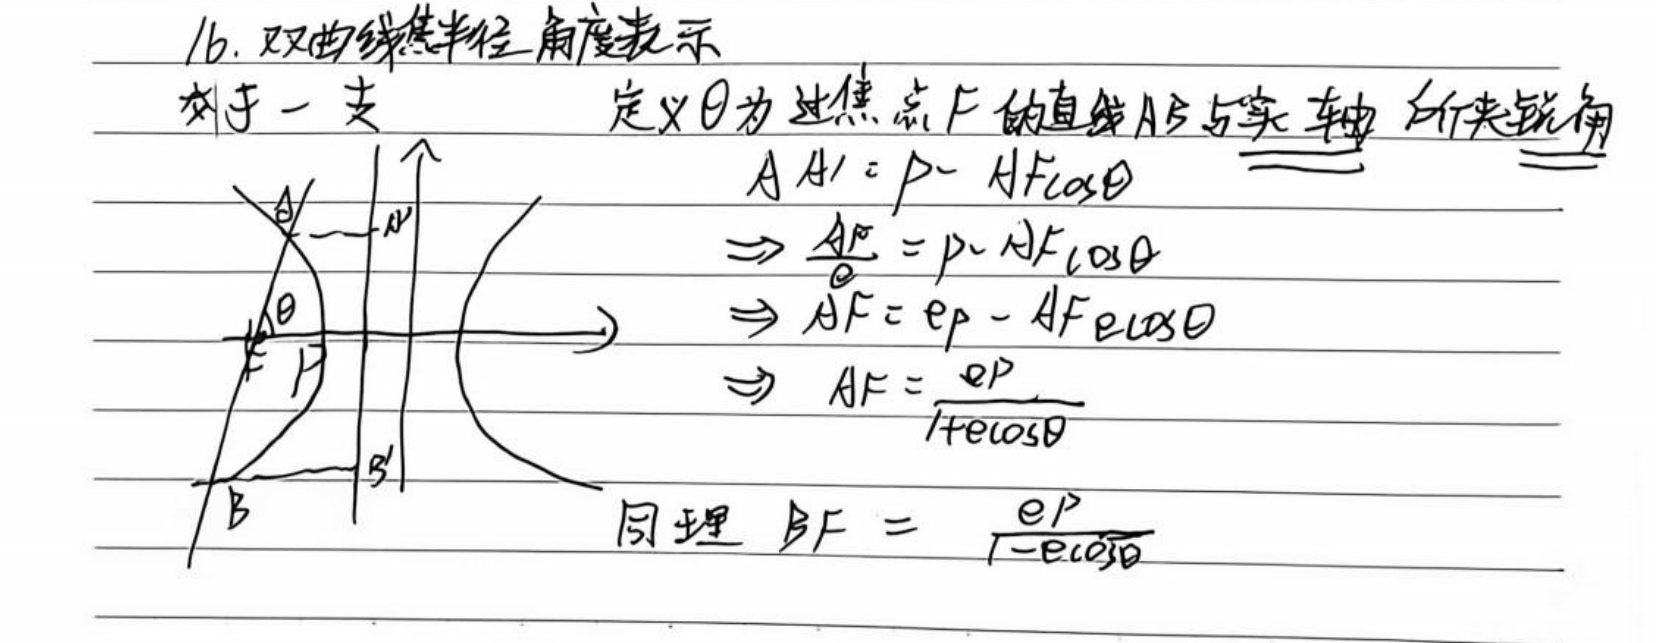 16. 双曲线焦半径角度表示
交于一支
定义θ为过焦点F的直线AB与实轴所夹锐角
AA' = p - AFcosθ
⇒ AF/e = p - AFcosθ
⇒ AF = ep - AFecosθ
⇒ AF = ep/(1+ecosθ)
同理 BF = ep/(1-ecosθ)
A
A'
θ
F
P
B'
B